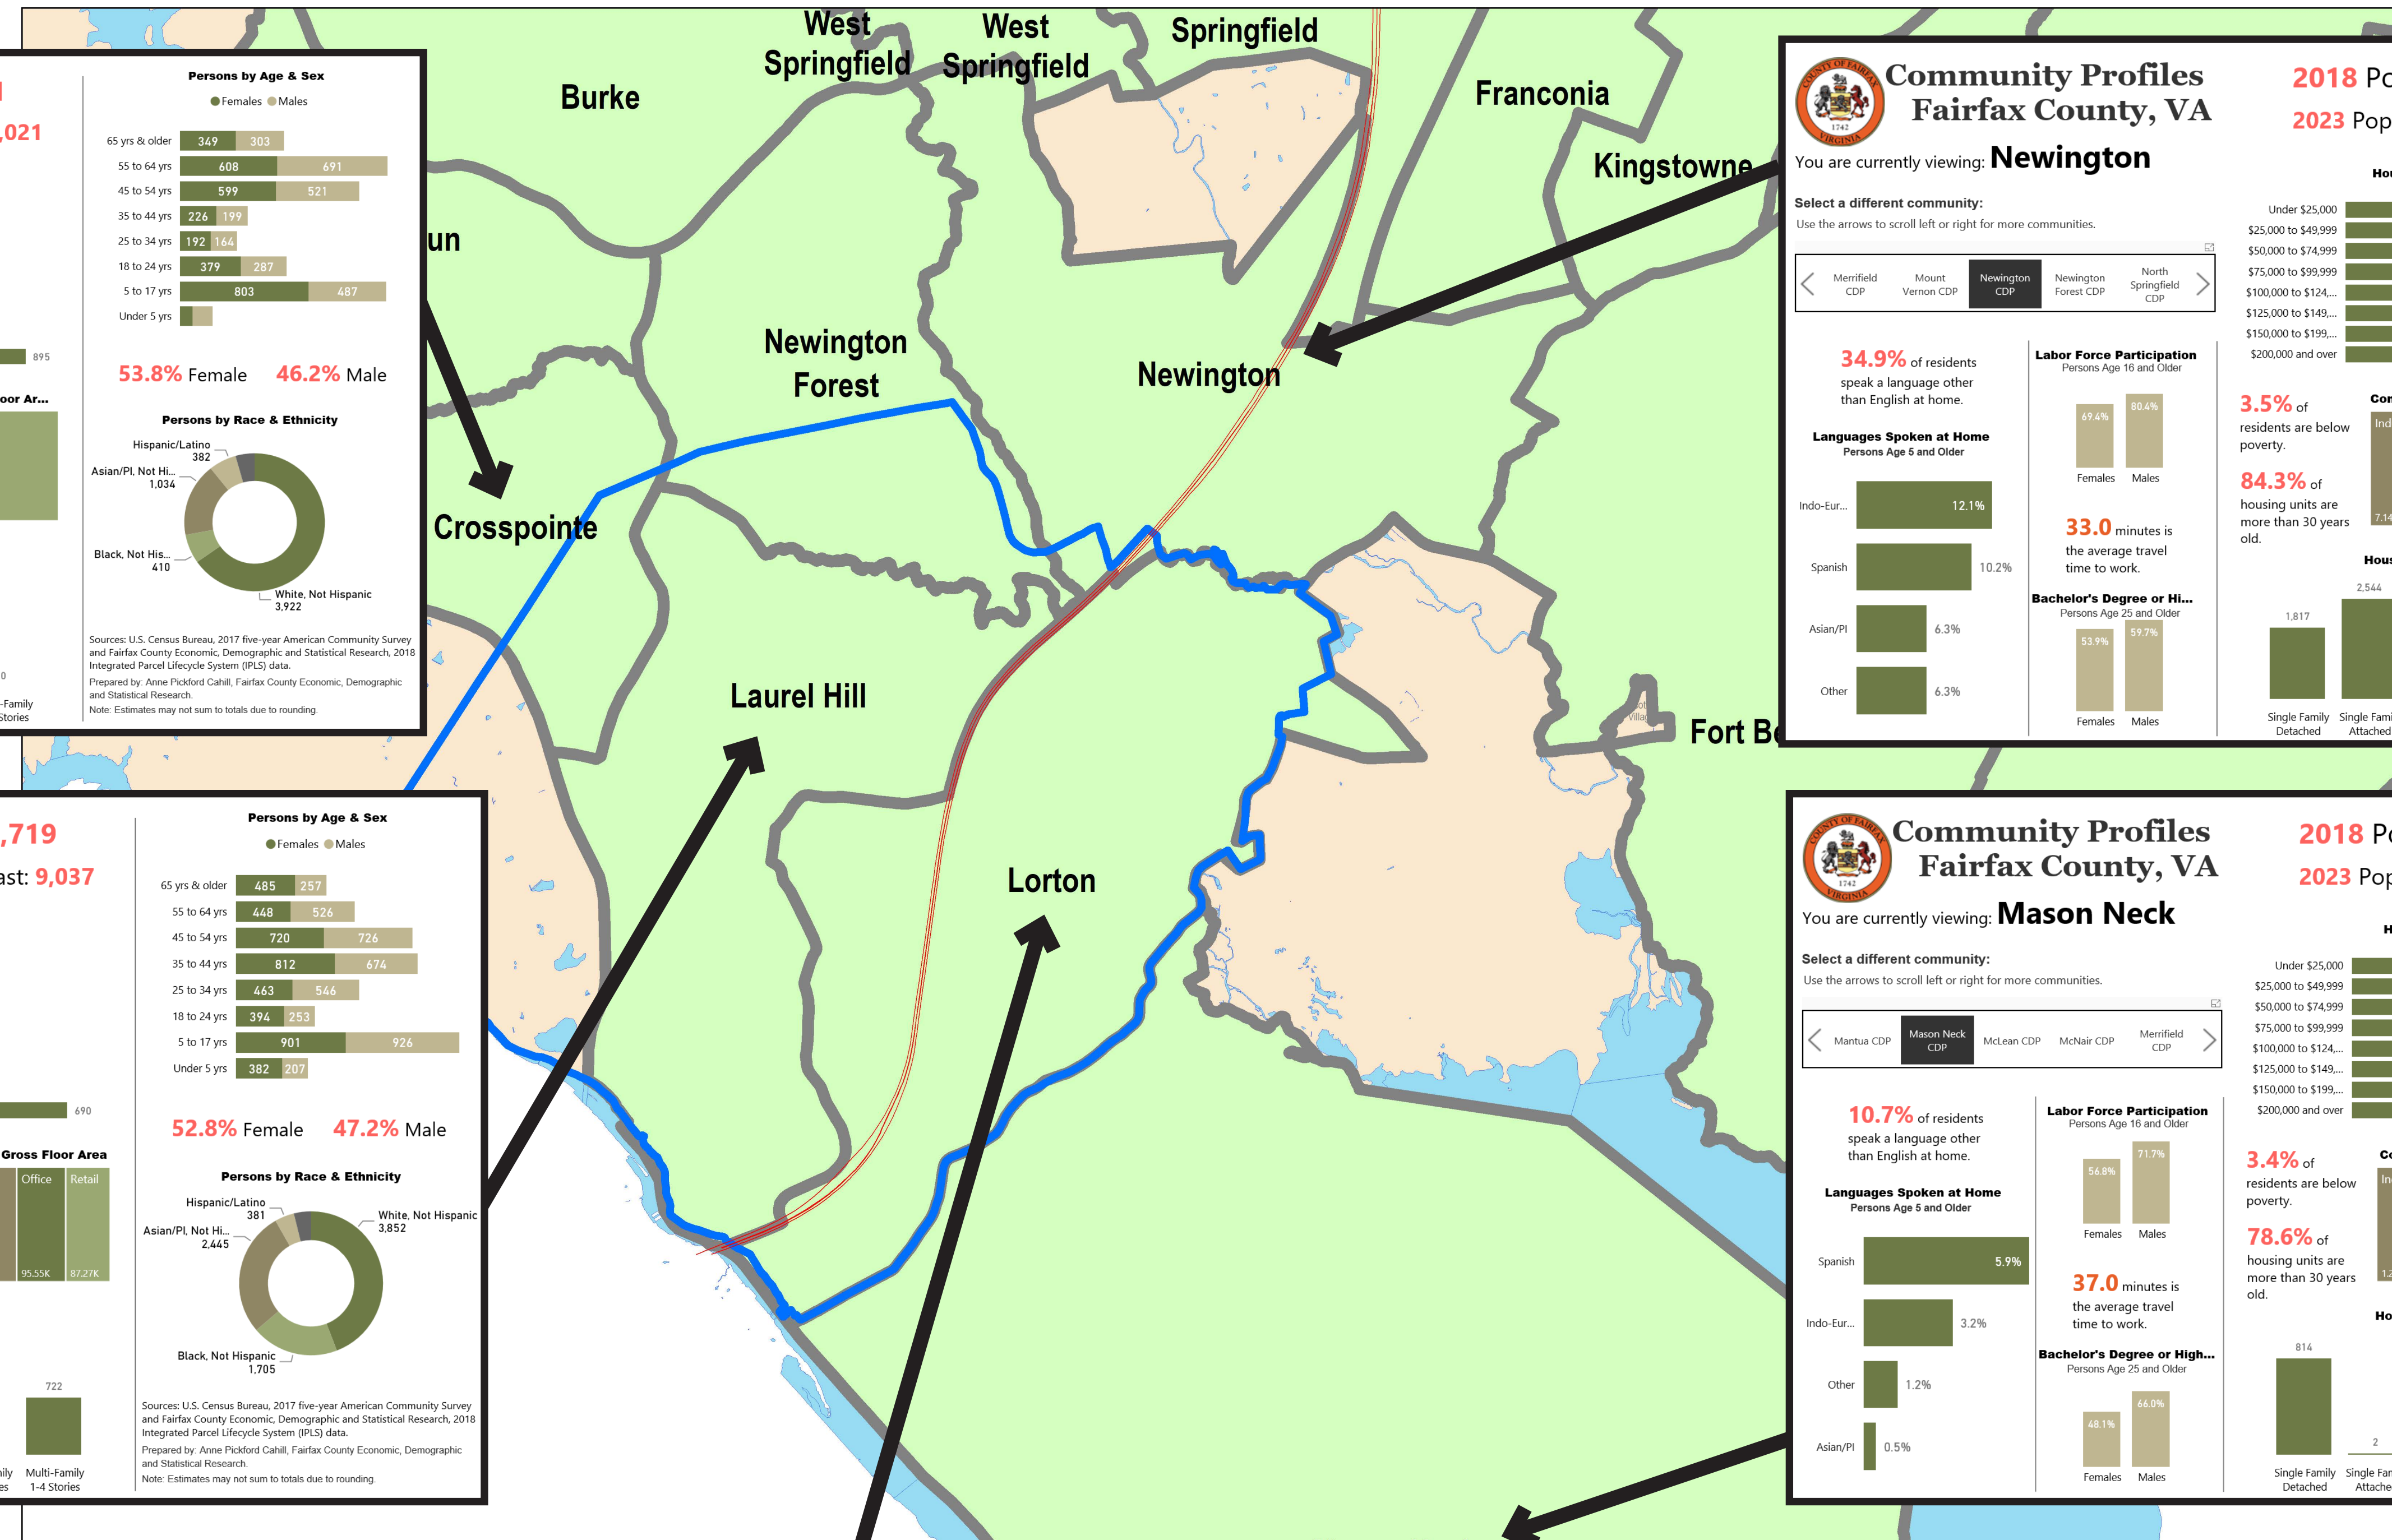 West
Springfield
West
Springfield
Springfield
Burke
Franconia
Kingstowne
Newington
Forest
Newington
Crosspointe
Laurel Hill
Lorton
,021
895
oor Ar...
0
-Family
Stories
Persons by Age & Sex
Females Males
65 yrs & older 349 303
55 to 64 yrs 608 691
45 to 54 yrs 599 521
35 to 44 yrs 226 199
25 to 34 yrs 192 164
18 to 24 yrs 379 287
5 to 17 yrs 803 487
Under 5 yrs
53.8% Female 46.2% Male
Persons by Race & Ethnicity
Hispanic/Latino
382
Asian/PI, Not Hi...
1,034
Black, Not His...
410
White, Not Hispanic
3,922
Sources: U.S. Census Bureau, 2017 five-year American Community Survey
and Fairfax County Economic, Demographic and Statistical Research, 2018
Integrated Parcel Lifecycle System (IPLS) data.
Prepared by: Anne Pickford Cahill, Fairfax County Economic, Demographic
and Statistical Research.
Note: Estimates may not sum to totals due to rounding.
un
,719
ast: 9,037
690
Gross Floor Area
Office Retail
95.55K 87.27K
722
ily Multi-Family
es 1-4 Stories
Persons by Age & Sex
Females Males
65 yrs & older 485 257
55 to 64 yrs 448 526
45 to 54 yrs 720 726
35 to 44 yrs 812 674
25 to 34 yrs 463 546
18 to 24 yrs 394 253
5 to 17 yrs 901 926
Under 5 yrs 382 207
52.8% Female 47.2% Male
Persons by Race & Ethnicity
Hispanic/Latino
381
Asian/PI, Not Hi...
2,445
White, Not Hispanic
3,852
Black, Not Hispanic
1,705
Sources: U.S. Census Bureau, 2017 five-year American Community Survey
and Fairfax County Economic, Demographic and Statistical Research, 2018
Integrated Parcel Lifecycle System (IPLS) data.
Prepared by: Anne Pickford Cahill, Fairfax County Economic, Demographic
and Statistical Research.
Note: Estimates may not sum to totals due to rounding.
Fort Be
COUNTY OF FAIRFAX
1742
VIRGINIA
Community Profiles
Fairfax County, VA
2018 Po
2023 Pop
You are currently viewing: Newington
Select a different community:
Use the arrows to scroll left or right for more communities.
Merrifield
CDP
Mount
Vernon CDP
Newington
CDP
Newington
Forest CDP
North
Springfield
CDP
34.9% of residents
speak a language other
than English at home.
Languages Spoken at Home
Persons Age 5 and Older
Indo-Eur... 12.1%
Spanish 10.2%
Asian/PI 6.3%
Other 6.3%
Labor Force Participation
Persons Age 16 and Older
69.4% 80.4%
Females Males
33.0 minutes is
the average travel
time to work.
Bachelor's Degree or Hi...
Persons Age 25 and Older
53.9% 59.7%
Females Males
Hou
Under $25,000
$25,000 to $49,999
$50,000 to $74,999
$75,000 to $99,999
$100,000 to $124,...
$125,000 to $149,...
$150,000 to $199,...
$200,000 and over
3.5% of
residents are below
poverty.
84.3% of
housing units are
more than 30 years
old.
Con
Ind
7.14
Hous
1,817 2,544
Single Family
Detached
Single Fami
Attached
COUNTY OF FAIRFAX
1742
VIRGINIA
Community Profiles
Fairfax County, VA
2018 Po
2023 Pop
You are currently viewing: Mason Neck
Select a different community:
Use the arrows to scroll left or right for more communities.
Mantua CDP
Mason Neck
CDP
McLean CDP
McNair CDP
Merrifield
CDP
10.7% of residents
speak a language other
than English at home.
Languages Spoken at Home
Persons Age 5 and Older
Spanish 5.9%
Indo-Eur... 3.2%
Other 1.2%
Asian/PI 0.5%
Labor Force Participation
Persons Age 16 and Older
56.8% 71.7%
Females Males
37.0 minutes is
the average travel
time to work.
Bachelor's Degree or High...
Persons Age 25 and Older
48.1% 66.0%
Females Males
H
Under $25,000
$25,000 to $49,999
$50,000 to $74,999
$75,000 to $99,999
$100,000 to $124,...
$125,000 to $149,...
$150,000 to $199,...
$200,000 and over
3.4% of
residents are below
poverty.
78.6% of
housing units are
more than 30 years
old.
Co
In
1.2
Ho
814 2
Single Family
Detached
Single Fam
Attache